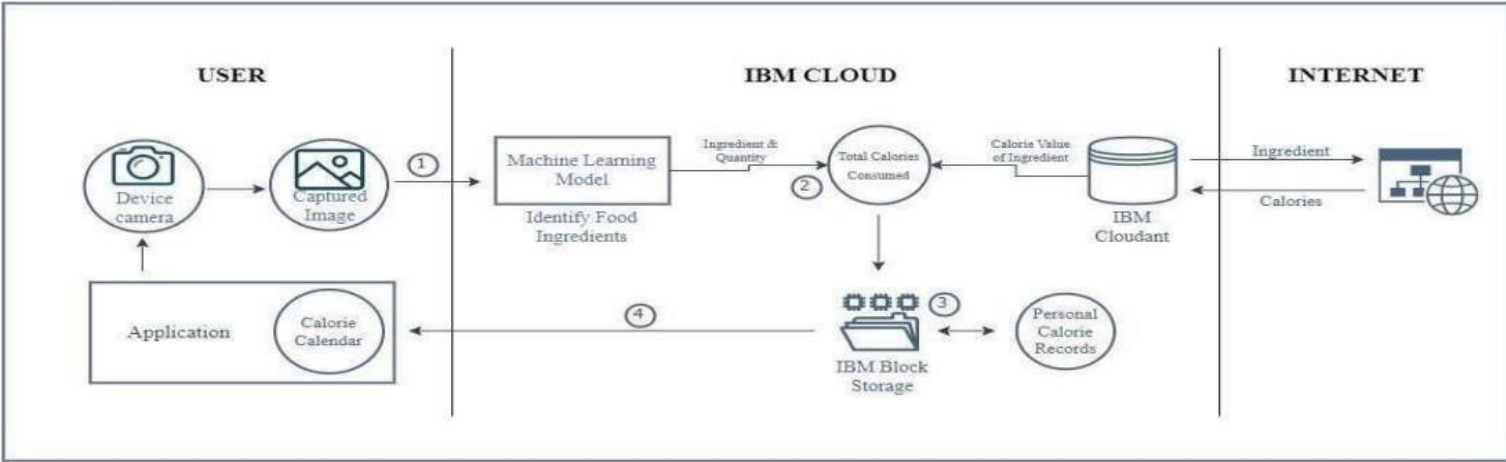 USER
IBM CLOUD
INTERNET
Device
camera
Captured
Image
1
Machine Learning
Model
Identify Food
Ingredients
Ingredient &
Quantity
2
Total Calories
Consumed
Calorie Value
of Ingredient
IBM
Cloudant
Ingredient
Calories
Application
Calorie
Calendar
4
3
IBM Block
Storage
Personal
Calorie
Records